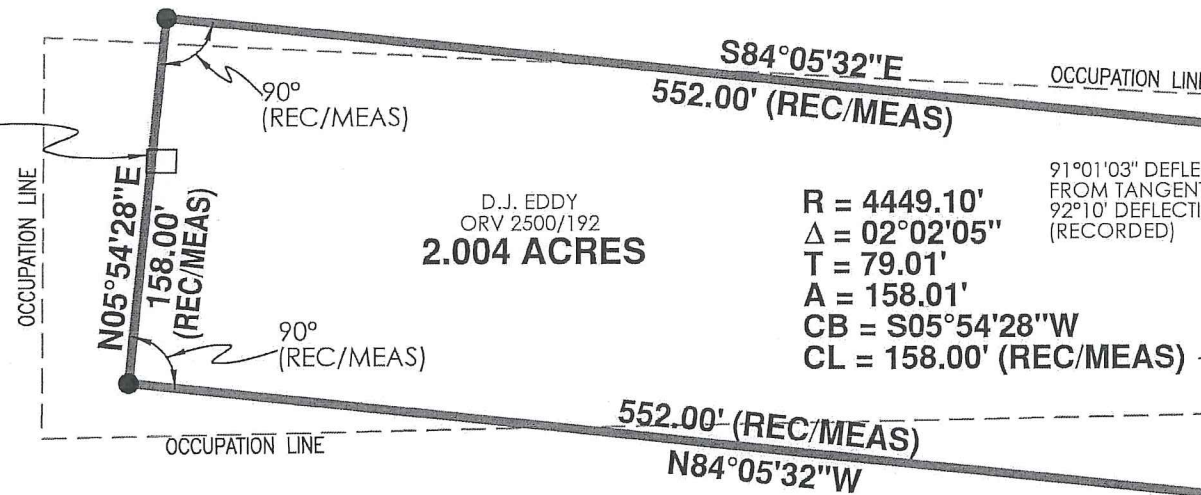 S84°05'32"E
552.00' (REC/MEAS)
OCCUPATION LINE
90°
(REC/MEAS)
OCCUPATION LINE
N05°54'28"E
158.00'
(REC/MEAS)
D.J. EDDY
ORV 2500/192
2.004 ACRES
R = 4449.10'
Δ = 02°02'05"
T = 79.01'
A = 158.01'
CB = S05°54'28"W
CL = 158.00' (REC/MEAS)
91°01'03" DEFLE
FROM TANGENT
92°10' DEFLECTI
(RECORDED)
90°
(REC/MEAS)
OCCUPATION LINE
552.00' (REC/MEAS)
N84°05'32"W